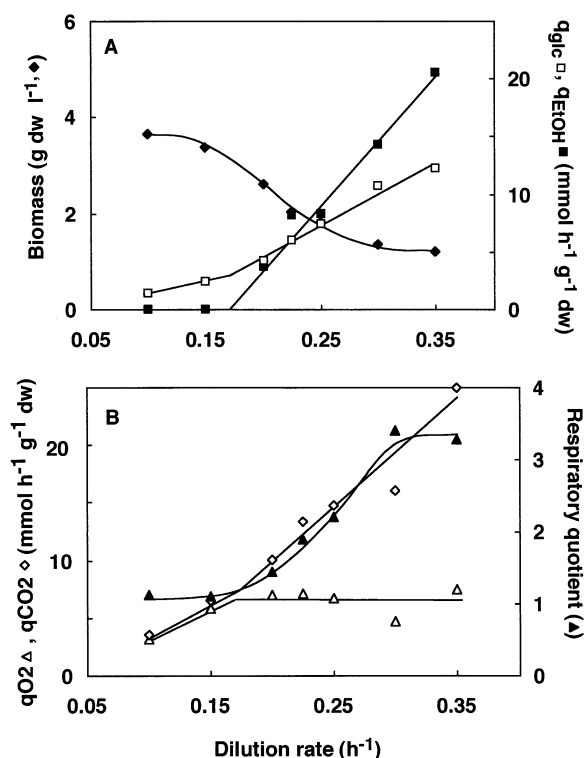 A
6
4
2
0
Biomass (g dw l⁻¹,◆)
20
10
0
qglc □, qEtOH ■ (mmol h⁻¹ g⁻¹ dw)
0.05 0.15 0.25 0.35
B
20
10
0
qO2 △, qCO2 ◇ (mmol h⁻¹ g⁻¹ dw)
4
3
2
1
0
Respiratory quotient (▲)
0.05 0.15 0.25 0.35
Dilution rate (h⁻¹)